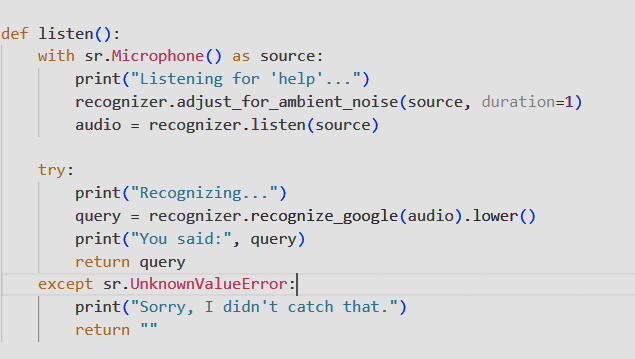 def listen():
    with sr.Microphone() as source:
        print("Listening for 'help'...")
        recognizer.adjust_for_ambient_noise(source, duration=1)
        audio = recognizer.listen(source)

    try:
        print("Recognizing...")
        query = recognizer.recognize_google(audio).lower()
        print("You said:", query)
        return query
    except sr.UnknownValueError:
        print("Sorry, I didn't catch that.")
        return ""